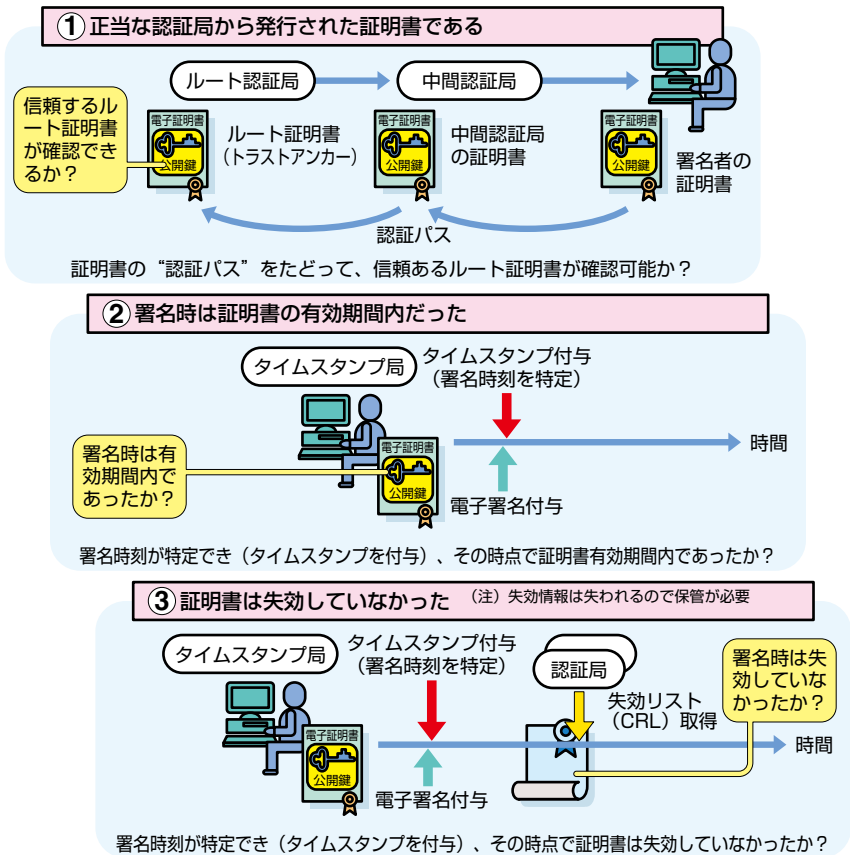 ① 正当な認証局から発行された証明書である
ルート認証局
中間認証局
信頼するル
ート証明書
が確認でき
るか？
電子証明書
公開鍵
ルート証明書
（トラストアンカー）
電子証明書
公開鍵
中間認証局
の証明書
電子証明書
公開鍵
署名者の
証明書
認証パス
証明書の“認証パス”をたどって、信頼あるルート証明書が確認可能か？
② 署名時は証明書の有効期間内だった
タイムスタンプ局
タイムスタンプ付与
（署名時刻を特定）
署名時は有
効期間内で
あったか？
電子証明書
公開鍵
時間
電子署名付与
署名時刻が特定でき（タイムスタンプを付与）、その時点で証明書有効期間内であったか？
③ 証明書は失効していなかった （注）失効情報は失われるので保管が必要
タイムスタンプ局
タイムスタンプ付与
（署名時刻を特定）
認証局
署名時は失
効していな
かったか？
失効リスト
（CRL）取得
電子証明書
公開鍵
時間
電子署名付与
署名時刻が特定でき（タイムスタンプを付与）、その時点で証明書は失効していなかったか？